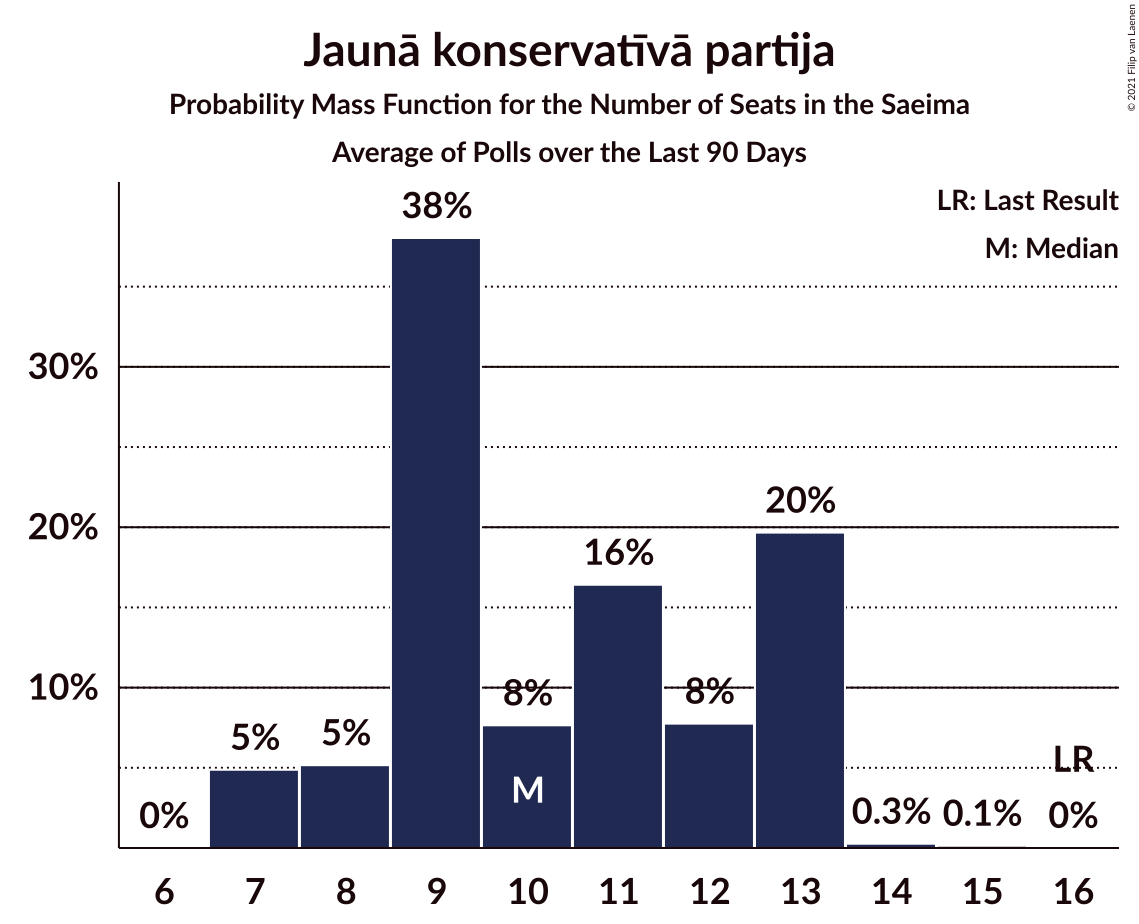 Jaunā konservatīvā partija
Probability Mass Function for the Number of Seats in the Saeima
Average of Polls over the Last 90 Days
© 2021 Filip van Laenen
LR: Last Result
M: Median
38%
30%
20%
20%
16%
10%
8%
8%
5%
5%
LR
M
0%
0.3%
0.1%
0%
6 7 8 9 10 11 12 13 14 15 16